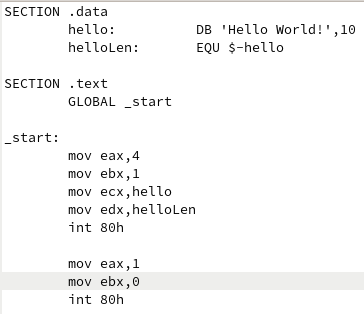 SECTION .data
hello: DB 'Hello World!',10
helloLen: EQU $-hello
SECTION .text
GLOBAL _start
_start:
mov eax,4
mov ebx,1
mov ecx,hello
mov edx,helloLen
int 80h
mov eax,1
mov ebx,0
int 80h